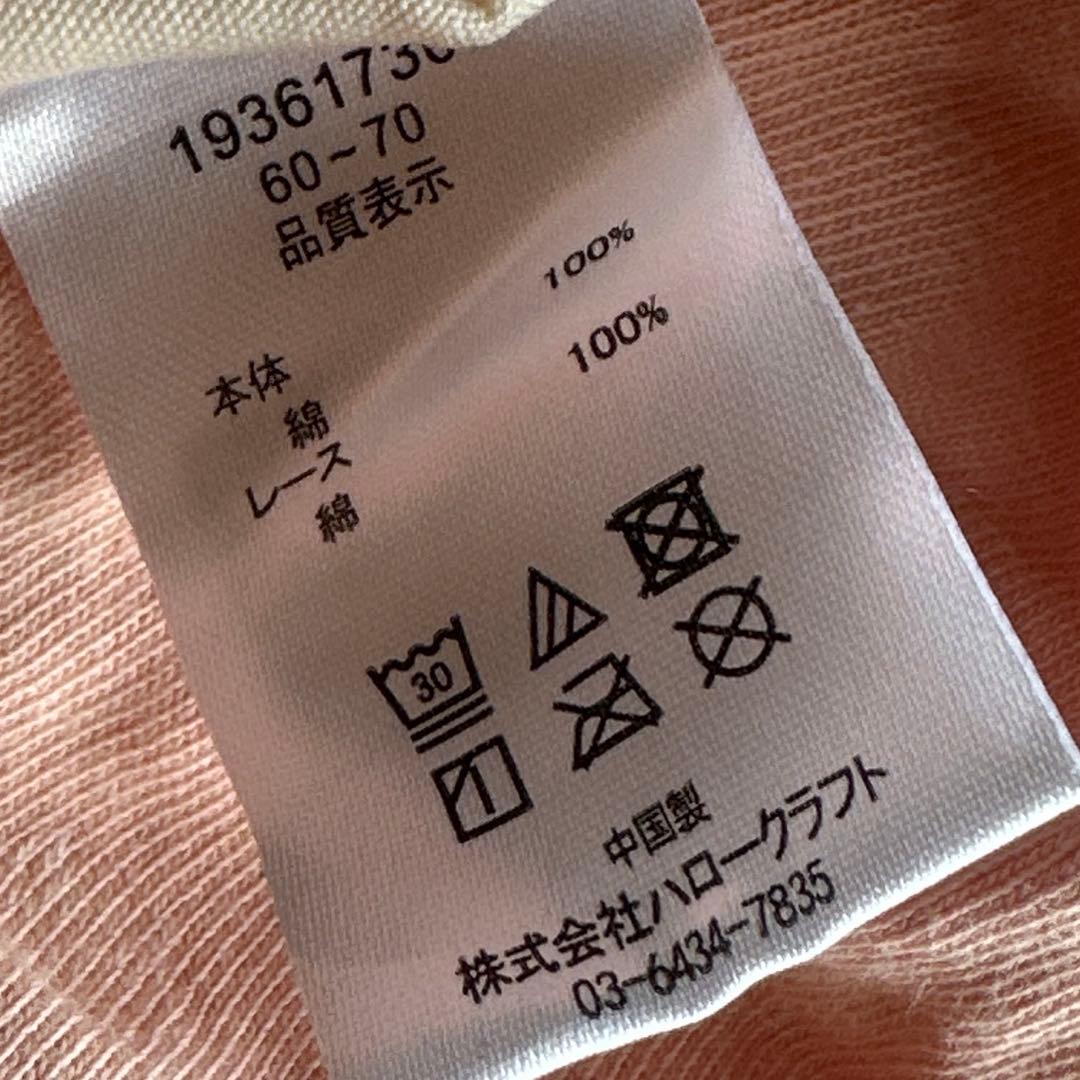 1936173
60~70
品質表示
本体
綿 100%
レース
綿 100%
30
中国製
株式会社ハロークラフト
03-6434-7835